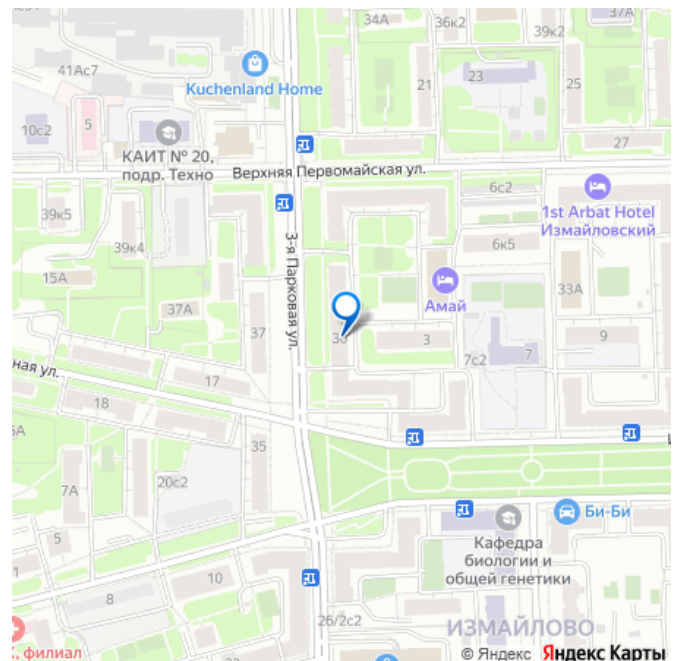 34А
36к2
37А
39к2
41Ас7
Kuchenland Home
21
23
25
10с2
5
КАИТ № 20,
подр. Техно
27
Верхняя Первомайская ул.
6с2
1st Arbat Hotel
Измайловский
39к5
39к4
3-я Парковая ул.
6к5
15А
37А
Амай
33А
37
3
9
7с2
7
ная ул.
17
18
35
7А
20с2
Би-Би
Кафедра
биологии и
общей генетики
5
10
8
26/2с2
ИЗМАЙЛОВО
, филиал
© Яндекс Яндекс Карты